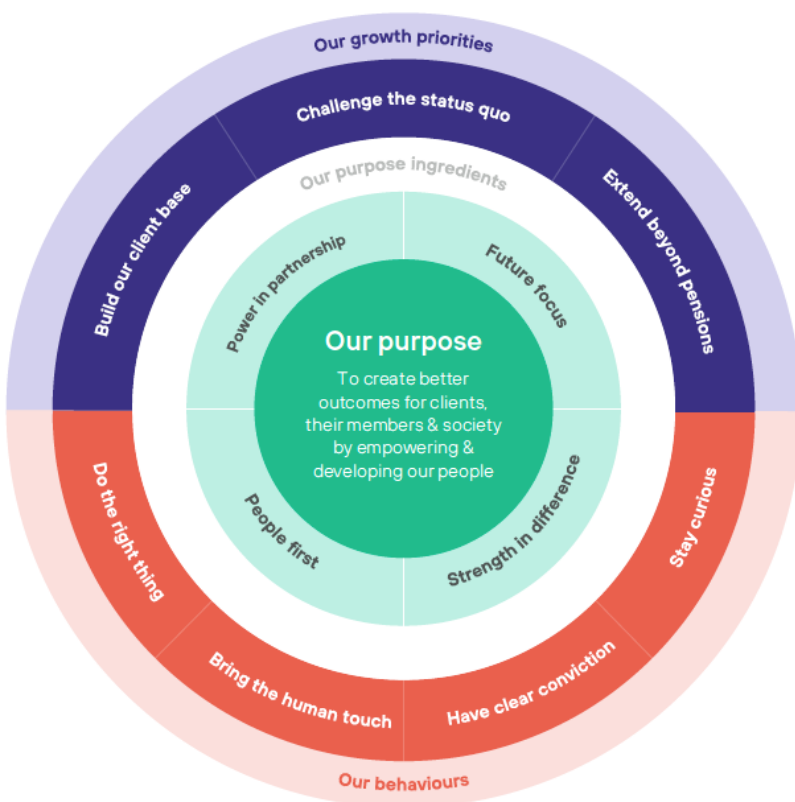 Our growth priorities
Build our client base
Challenge the status quo
Extend beyond pensions
Our purpose ingredients
Power in partnership
Future focus
Our purpose
To create better
outcomes for clients,
their members & society
by empowering &
developing our people
People first
Strength in difference
Do the right thing
Bring the human touch
Have clear conviction
Stay curious
Our behaviours